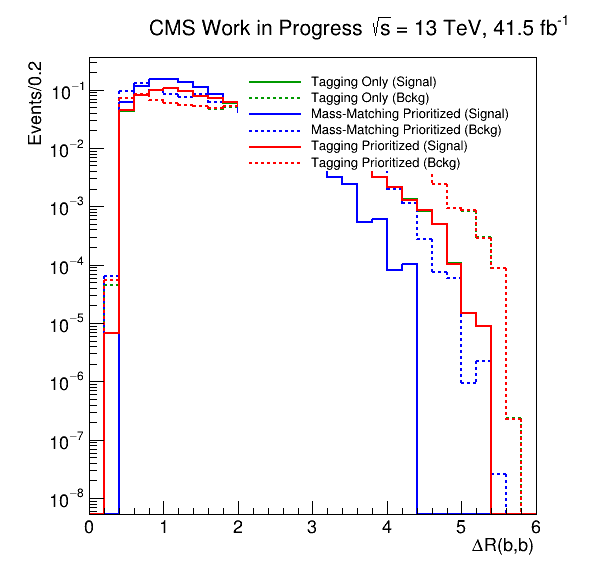 CMS Work in Progress √s = 13 TeV, 41.5 fb⁻¹
Events/0.2
Tagging Only (Signal)
Tagging Only (Bckg)
Mass-Matching Prioritized (Signal)
Mass-Matching Prioritized (Bckg)
Tagging Prioritized (Signal)
Tagging Prioritized (Bckg)
10⁻¹
10⁻²
10⁻³
10⁻⁴
10⁻⁵
10⁻⁶
10⁻⁷
10⁻⁸
0 1 2 3 4 5 6
ΔR(b,b)